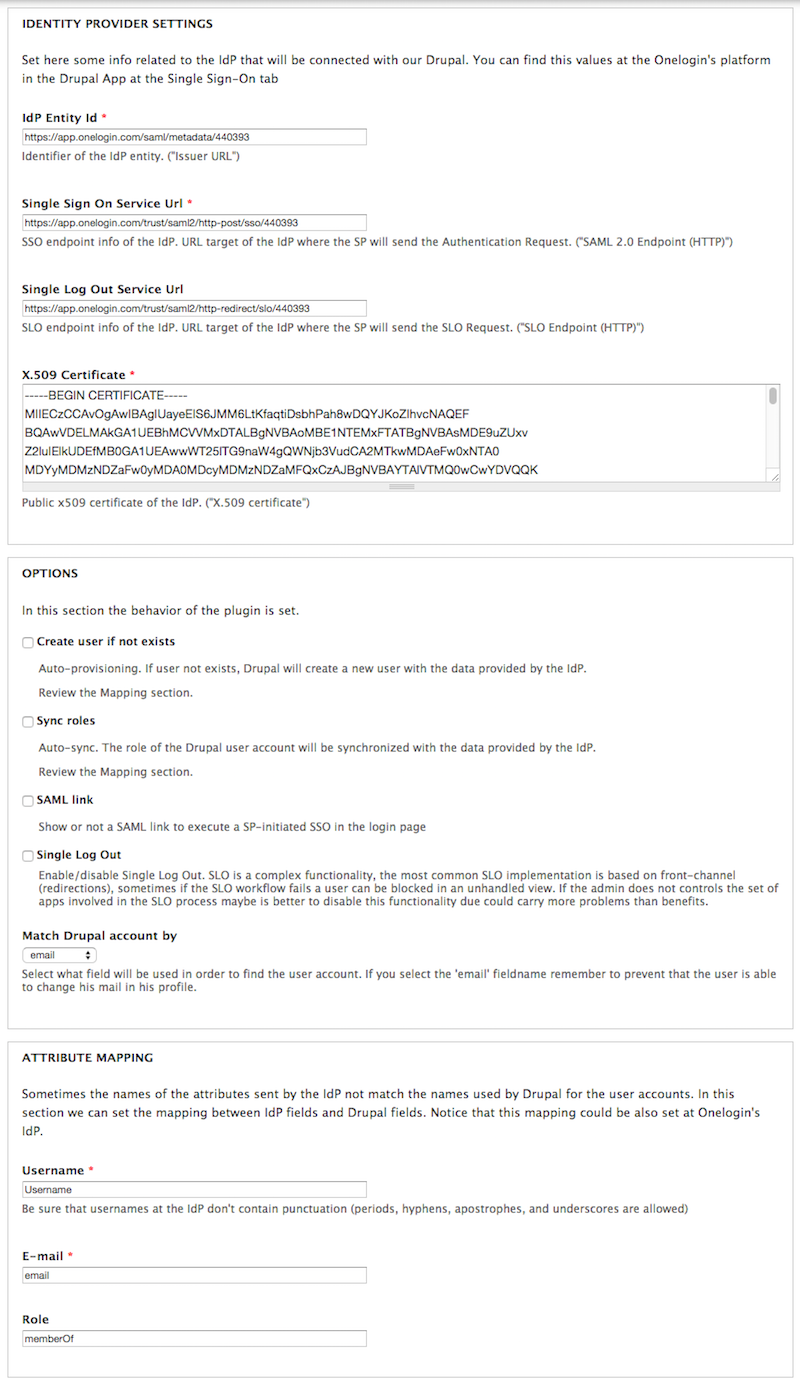 IDENTITY PROVIDER SETTINGS
Set here some info related to the IdP that will be connected with our Drupal. You can find this values at the Onelogin's platform
in the Drupal App at the Single Sign-On tab
IdP Entity Id *
https://app.onelogin.com/saml/metadata/440393
Identifier of the IdP entity. ("Issuer URL")
Single Sign On Service Url *
https://app.onelogin.com/trust/saml2/http-post/sso/440393
SSO endpoint info of the IdP. URL target of the IdP where the SP will send the Authentication Request. ("SAML 2.0 Endpoint (HTTP)")
Single Log Out Service Url
https://app.onelogin.com/trust/saml2/http-redirect/slo/440393
SLO endpoint info of the IdP. URL target of the IdP where the SP will send the SLO Request. ("SLO Endpoint (HTTP)")
X.509 Certificate *
-----BEGIN CERTIFICATE-----
MIIECzCCAvOgAwIBAgIUayeElS6JMM6LtKfaqtiDsbhPah8wDQYJKoZIhvcNAQEF
BQAwVDELMAkGA1UEBhMCVVMxDTALBgNVBAoMBE1NTEMxFTATBgNVBAsMDE9uZUxv
Z2luIElkUDEfMB0GA1UEAwwWT25lTG9naW4gQWNjb3VudCA2MTkwMDAeFw0xNTA0
MDYyMDMzNDZaFw0yMDA0MDcyMDMzNDZaMFQxCzAJBgNVBAYTAlVTMQ0wCwYDVQQK
Public x509 certificate of the IdP. ("X.509 certificate")
OPTIONS
In this section the behavior of the plugin is set.
Create user if not exists
Auto-provisioning. If user not exists, Drupal will create a new user with the data provided by the IdP.
Review the Mapping section.
Sync roles
Auto-sync. The role of the Drupal user account will be synchronized with the data provided by the IdP.
Review the Mapping section.
SAML link
Show or not a SAML link to execute a SP-initiated SSO in the login page
Single Log Out
Enable/disable Single Log Out. SLO is a complex functionality, the most common SLO implementation is based on front-channel
(redirections), sometimes if the SLO workflow fails a user can be blocked in an unhandled view. If the admin does not controls the set of
apps involved in the SLO process maybe is better to disable this functionality due could carry more problems than benefits.
Match Drupal account by
email
Select what field will be used in order to find the user account. If you select the 'email' fieldname remember to prevent that the user is able
to change his mail in his profile.
ATTRIBUTE MAPPING
Sometimes the names of the attributes sent by the IdP not match the names used by Drupal for the user accounts. In this
section we can set the mapping between IdP fields and Drupal fields. Notice that this mapping could be also set at Onelogin's
IdP.
Username *
Username
Be sure that usernames at the IdP don't contain punctuation (periods, hyphens, apostrophes, and underscores are allowed)
E-mail *
email
Role
memberOf